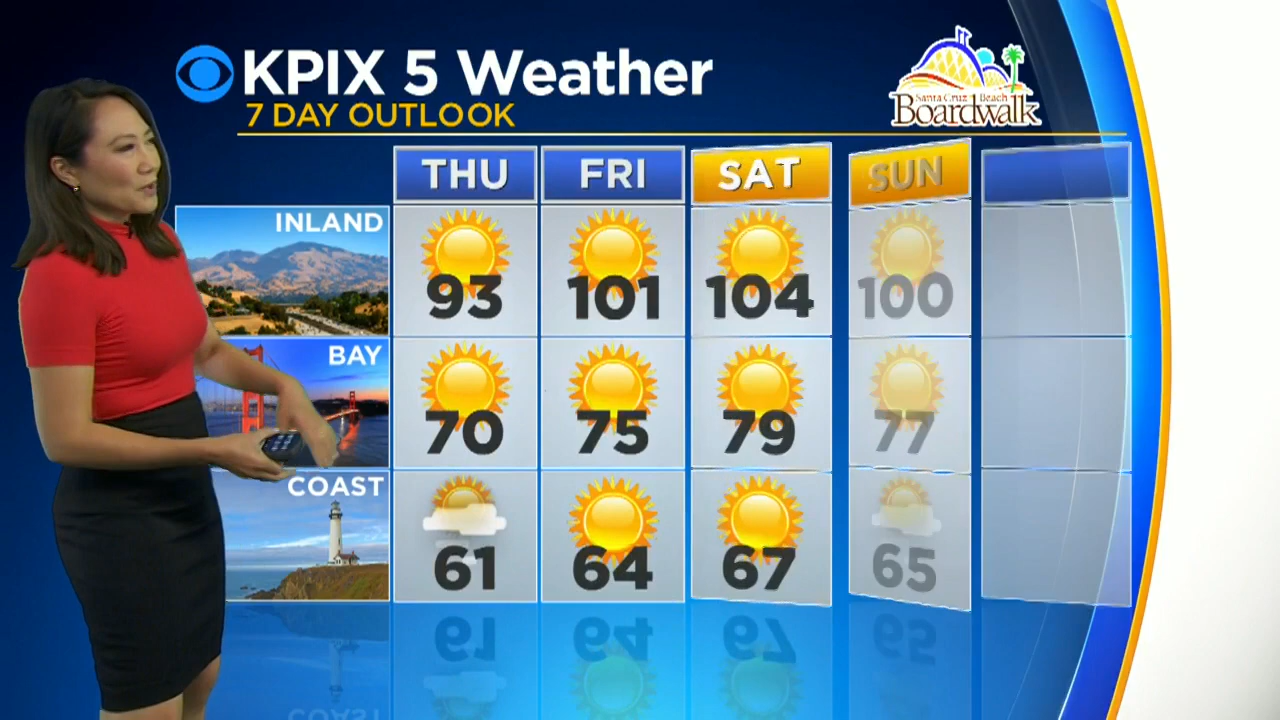 KPIX 5 Weather
7 DAY OUTLOOK
Santa Cruz Beach
Boardwalk
THU FRI SAT SUN
INLAND
93 101 104 100
BAY
70 75 79 77
COAST
61 64 67 65